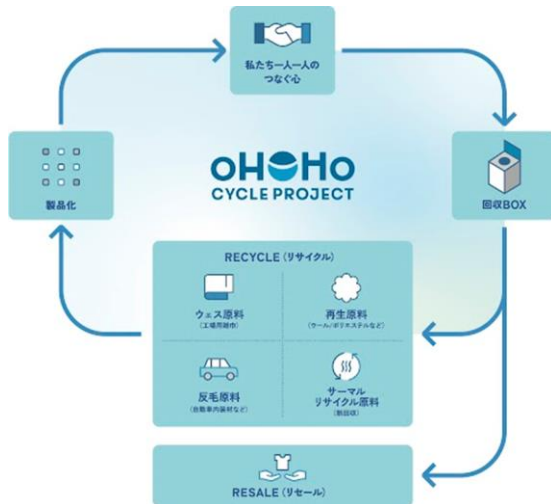 私たち一人一人の
つなぐ心
oHOHo
CYCLE PROJECT
製品化
回収BOX
RECYCLE(リサイクル)
ウェス原料
(工場用雑巾)
再生原料
(ウール/ポリエステルなど)
反毛原料
(自動車内装材など)
サーマル
リサイクル原料
(熱回収)
RESALE(リセール)